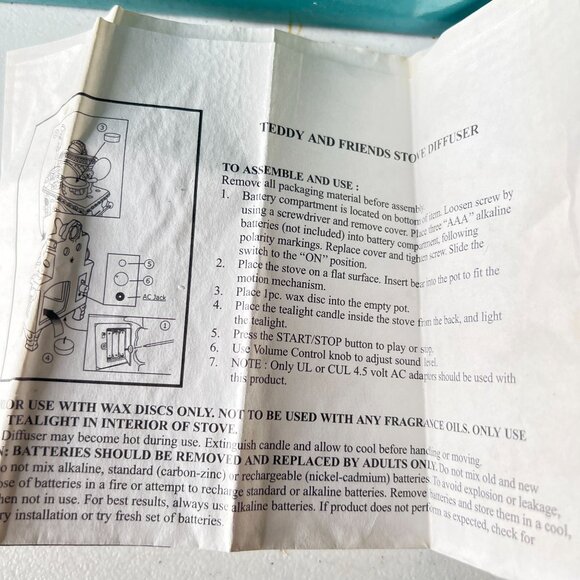 TEDDY AND FRIENDS STOVE DIFFUSER
TO ASSEMBLE AND USE :
Remove all packaging material before assembly.
1. Battery compartment is located on bottom of item. Loosen screw by
using a screwdriver and remove cover. Place three "AAA" alkaline
batteries (not included) into battery compartment, following
polarity markings. Replace cover and tighten screw. Slide the
switch to the "ON" position.
2. Place the stove on a flat surface. Insert bear into the pot to fit the
motion mechanism.
3. Place 1pc. wax disc into the empty pot.
4. Place the tealight candle inside the stove from the back, and light
the tealight.
5. Press the START/STOP button to play or stop.
6. Use Volume Control knob to adjust sound level.
7. NOTE : Only UL or CUL 4.5 volt AC adaptors should be used with
this product.
3
5
6
AC Jack
1
4
OR USE WITH WAX DISCS ONLY. NOT TO BE USED WITH ANY FRAGRANCE OILS. ONLY USE
TEALIGHT IN INTERIOR OF STOVE.
Diffuser may become hot during use. Extinguish candle and allow to cool before handling or moving.
N: BATTERIES SHOULD BE REMOVED AND REPLACED BY ADULTS ONLY. Do not mix old and new
o not mix alkaline, standard (carbon-zinc) or rechargeable (nickel-cadmium) batteries. To avoid explosion or leakage,
ose of batteries in a fire or attempt to recharge standard or alkaline batteries. Remove batteries and store them in a cool,
hen not in use. For best results, always use alkaline batteries. If product does not perform as expected, check for
ry installation or try fresh set of batteries.